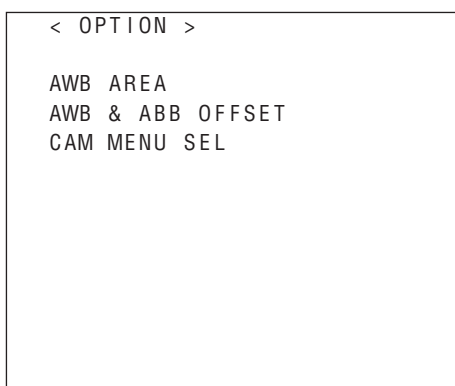 < OPTION >
AWB AREA
AWB & ABB OFFSET
CAM MENU SEL